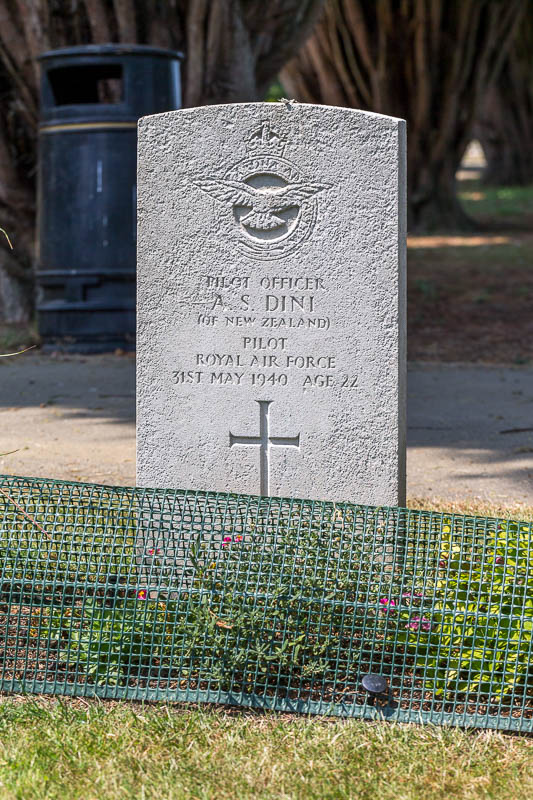 PILOT OFFICER
A. S. DINI
(OF NEW ZEALAND)
PILOT
ROYAL AIR FORCE
31ST MAY 1940 AGE 22